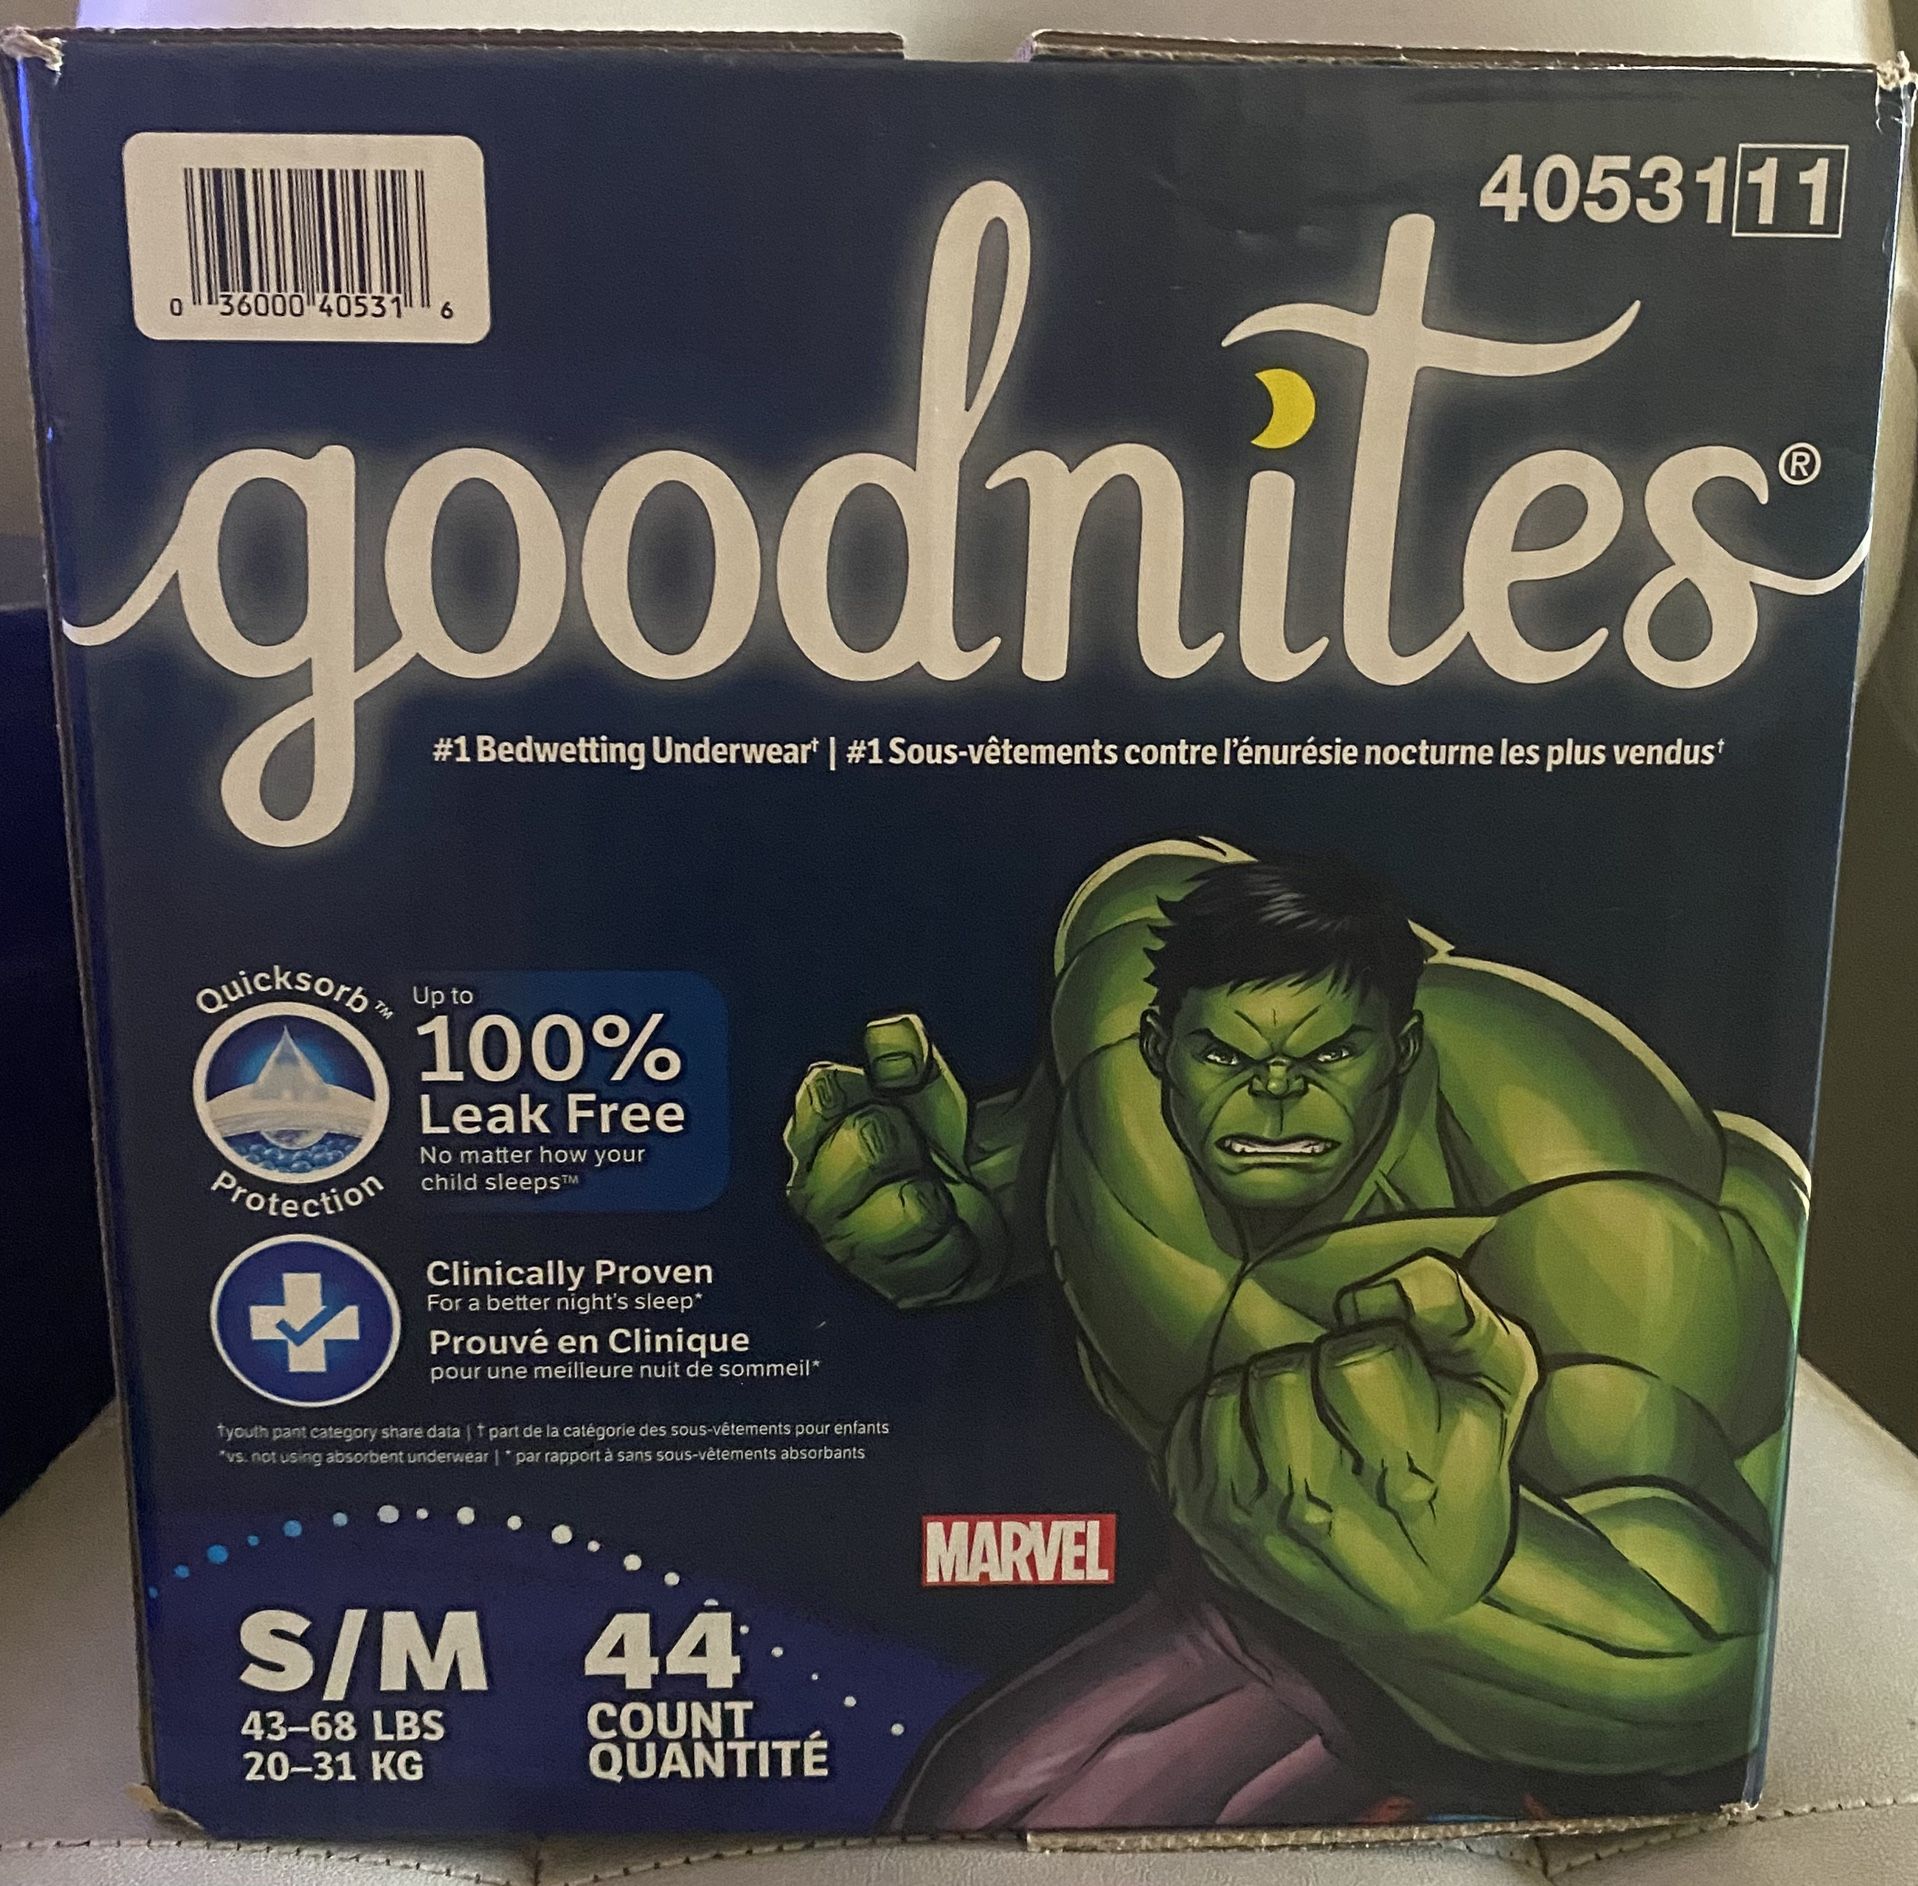 0 36000 40531 6
4053111
goodnites®
#1 Bedwetting Underwear† | #1 Sous-vêtements contre l'énurésie nocturne les plus vendus†
Quicksorb™
Protection
Up to
100%
Leak Free
No matter how your
child sleeps™
Clinically Proven
For a better night's sleep*
Prouvé en Clinique
pour une meilleure nuit de sommeil*
†youth pant category share data | † part de la catégorie des sous-vêtements pour enfants
*vs. not using absorbent underwear | * par rapport à sans sous-vêtements absorbants
MARVEL
S/M
43–68 LBS
20–31 KG
44
COUNT
QUANTITÉ